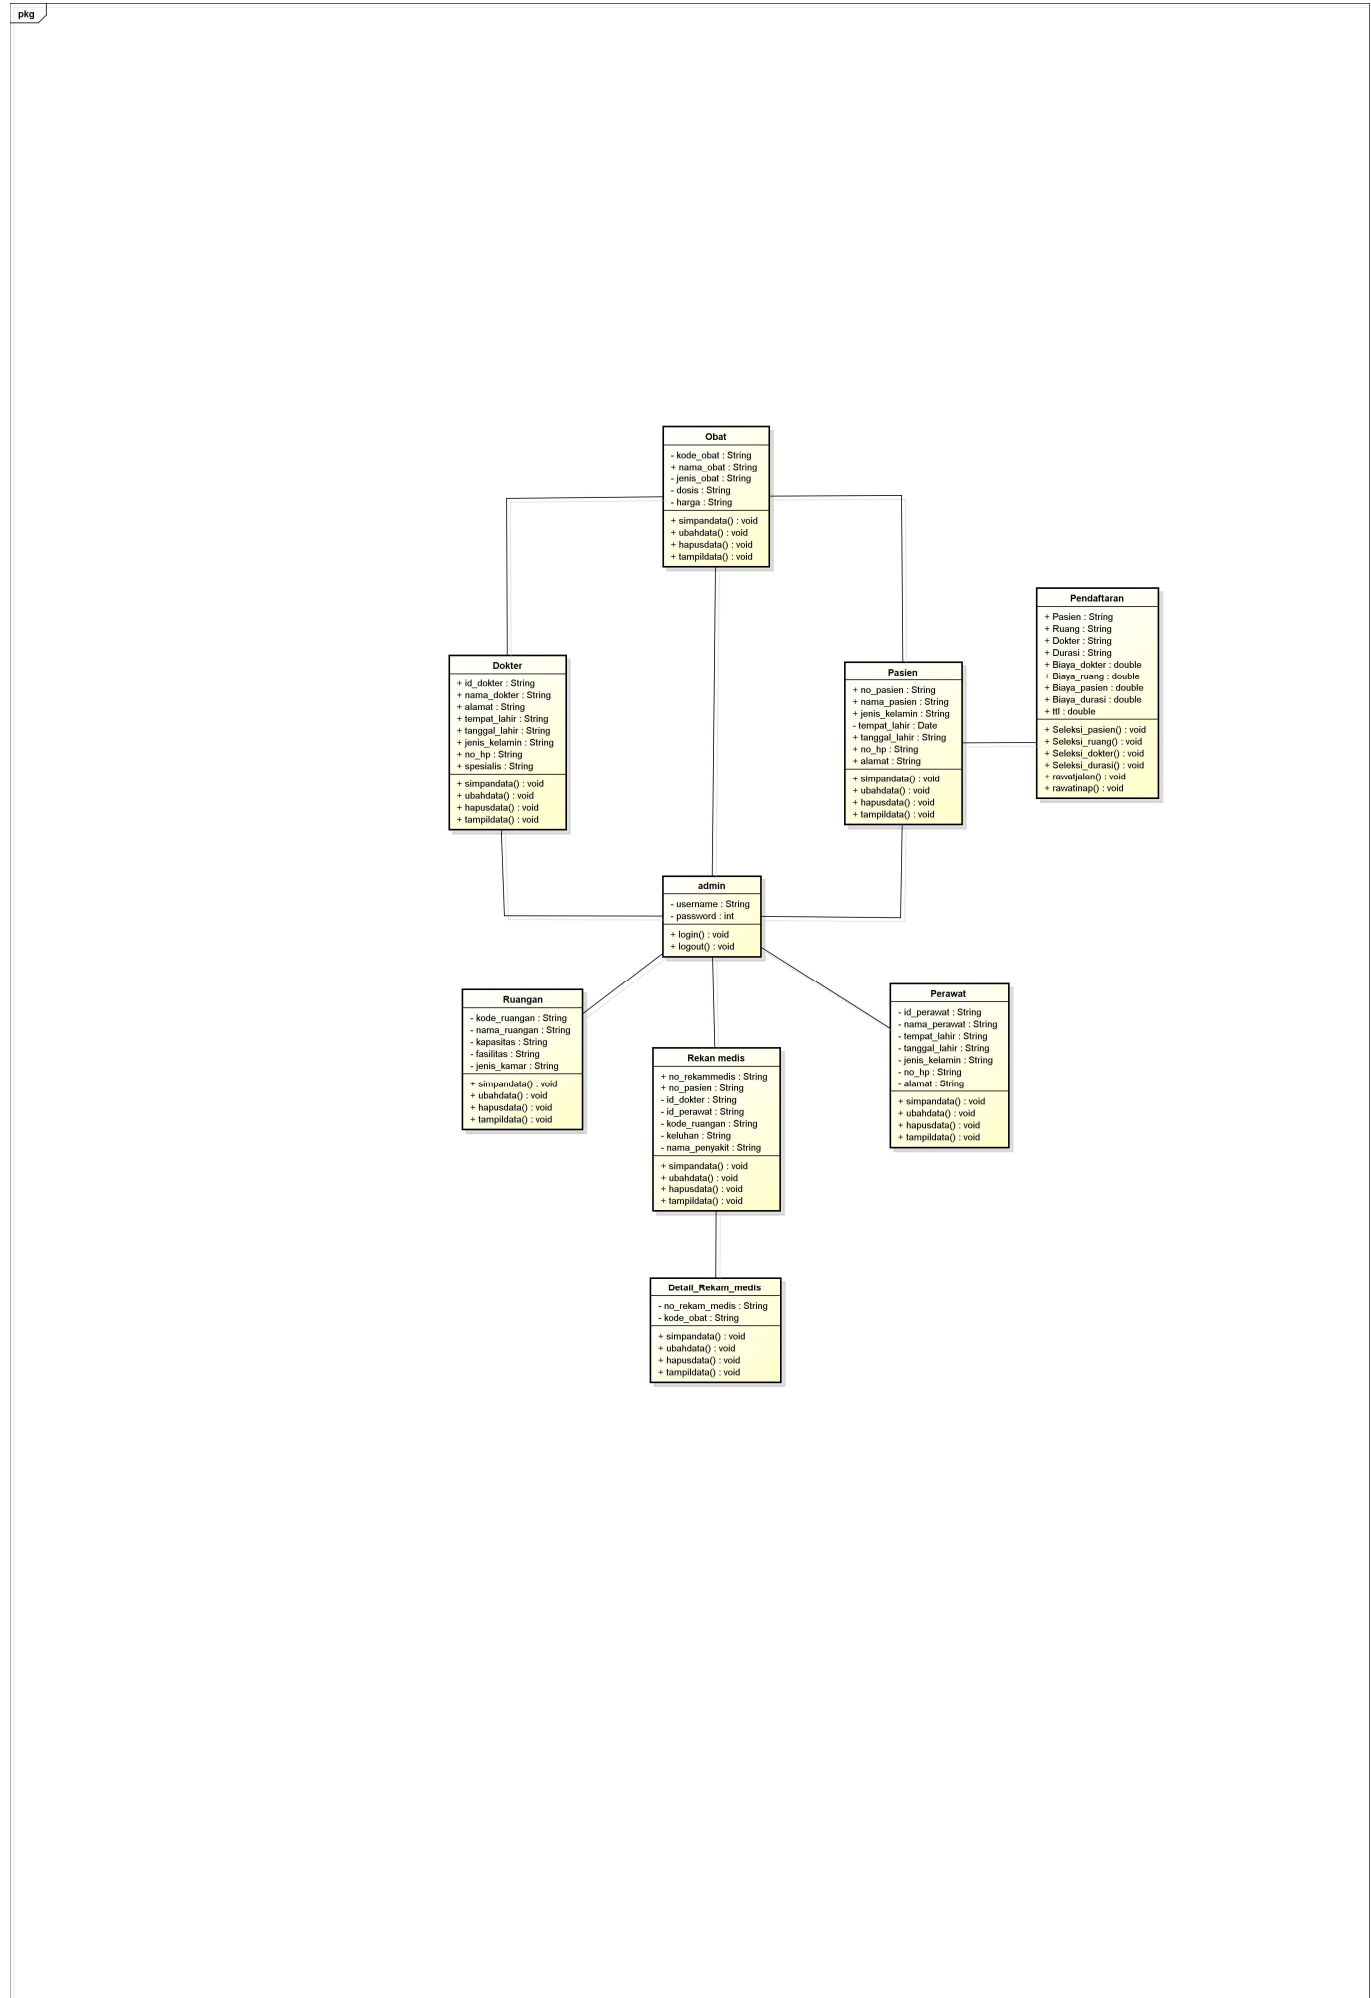 pkg
Obat
- kode_obat : String
+ nama_obat : String
- jenis_obat : String
- dosis : String
- harga : String
+ simpandata() : void
+ ubahdata() : void
+ hapusdata() : void
+ tampildata() : void
Pendaftaran
+ Pasien : String
+ Ruang : String
+ Dokter : String
+ Durasi : String
+ Biaya_dokter : double
+ Biaya_ruang : double
+ Biaya_pasien : double
+ Biaya_durasi : double
+ ttl : double
+ Seleksi_pasien() : void
+ Seleksi_ruang() : void
+ Seleksi_dokter() : void
+ Seleksi_durasi() : void
+ rawatjalan() : void
+ rawatinap() : void
Dokter
+ id_dokter : String
+ nama_dokter : String
+ alamat : String
+ tempat_lahir : String
+ tanggal_lahir : String
+ jenis_kelamin : String
+ no_hp : String
+ spesialis : String
+ simpandata() : void
+ ubahdata() : void
+ hapusdata() : void
+ tampildata() : void
Pasien
+ no_pasien : String
+ nama_pasien : String
+ jenis_kelamin : String
- tempat_lahir : Date
+ tanggal_lahir : String
+ no_hp : String
+ alamat : String
+ simpandata() : void
+ ubahdata() : void
+ hapusdata() : void
+ tampildata() : void
admin
- username : String
- password : int
+ login() : void
+ logout() : void
Ruangan
- kode_ruangan : String
- nama_ruangan : String
- kapasitas : String
- fasilitas : String
- jenis_kamar : String
+ simpandata() : void
+ ubahdata() : void
+ hapusdata() : void
+ tampildata() : void
Perawat
- id_perawat : String
- nama_perawat : String
- tempat_lahir : String
- tanggal_lahir : String
- jenis_kelamin : String
- no_hp : String
- alamat : String
+ simpandata() : void
+ ubahdata() : void
+ hapusdata() : void
+ tampildata() : void
Rekan medis
+ no_rekammedis : String
+ no_pasien : String
- id_dokter : String
- id_perawat : String
- kode_ruangan : String
- keluhan : String
- nama_penyakit : String
+ simpandata() : void
+ ubahdata() : void
+ hapusdata() : void
+ tampildata() : void
Detail_Rekam_medis
- no_rekam_medis : String
- kode_obat : String
+ simpandata() : void
+ ubahdata() : void
+ hapusdata() : void
+ tampildata() : void